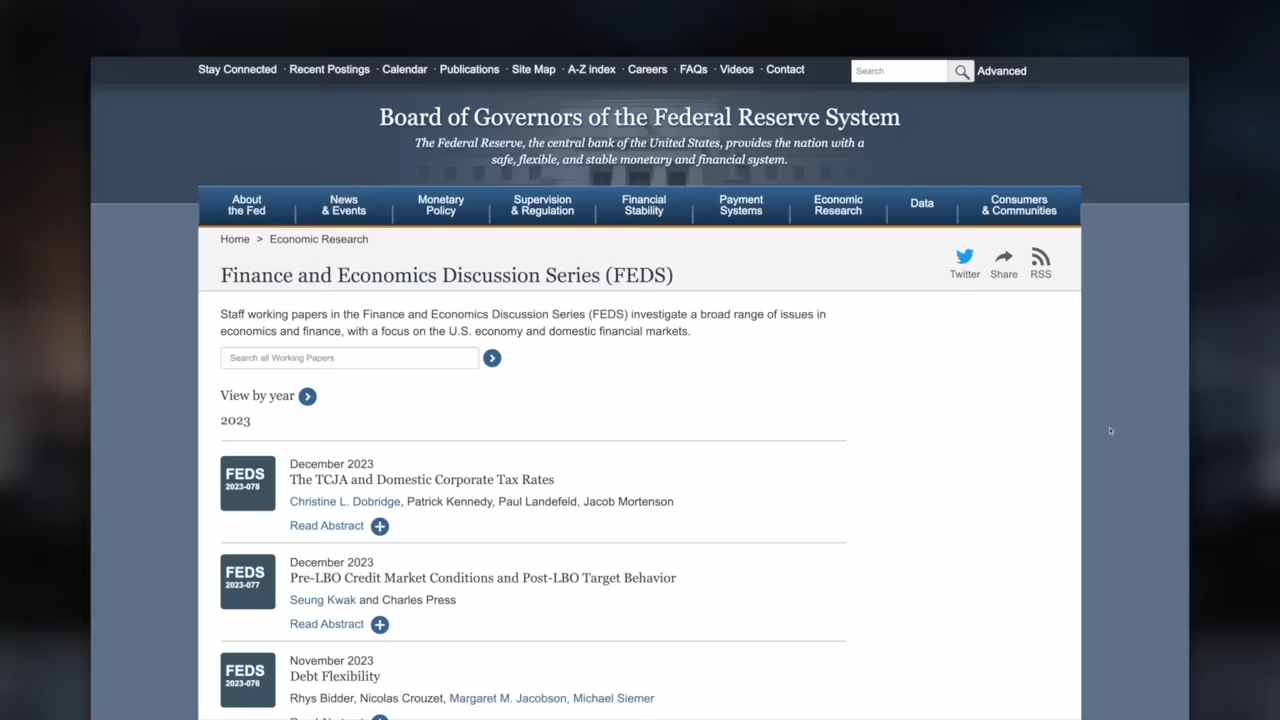 Stay Connected · Recent Postings · Calendar · Publications · Site Map · A-Z index · Careers · FAQs · Videos · Contact
Search
Advanced
Board of Governors of the Federal Reserve System
The Federal Reserve, the central bank of the United States, provides the nation with a
safe, flexible, and stable monetary and financial system.
About
the Fed
News
& Events
Monetary
Policy
Supervision
& Regulation
Financial
Stability
Payment
Systems
Economic
Research
Data
Consumers
& Communities
Home > Economic Research
Finance and Economics Discussion Series (FEDS)
Twitter
Share
RSS
Staff working papers in the Finance and Economics Discussion Series (FEDS) investigate a broad range of issues in
economics and finance, with a focus on the U.S. economy and domestic financial markets.
Search all Working Papers
View by year
2023
FEDS
2023-078
December 2023
The TCJA and Domestic Corporate Tax Rates
Christine L. Dobridge, Patrick Kennedy, Paul Landefeld, Jacob Mortenson
Read Abstract
FEDS
2023-077
December 2023
Pre-LBO Credit Market Conditions and Post-LBO Target Behavior
Seung Kwak and Charles Press
Read Abstract
FEDS
2023-076
November 2023
Debt Flexibility
Rhys Bidder, Nicolas Crouzet, Margaret M. Jacobson, Michael Siemer